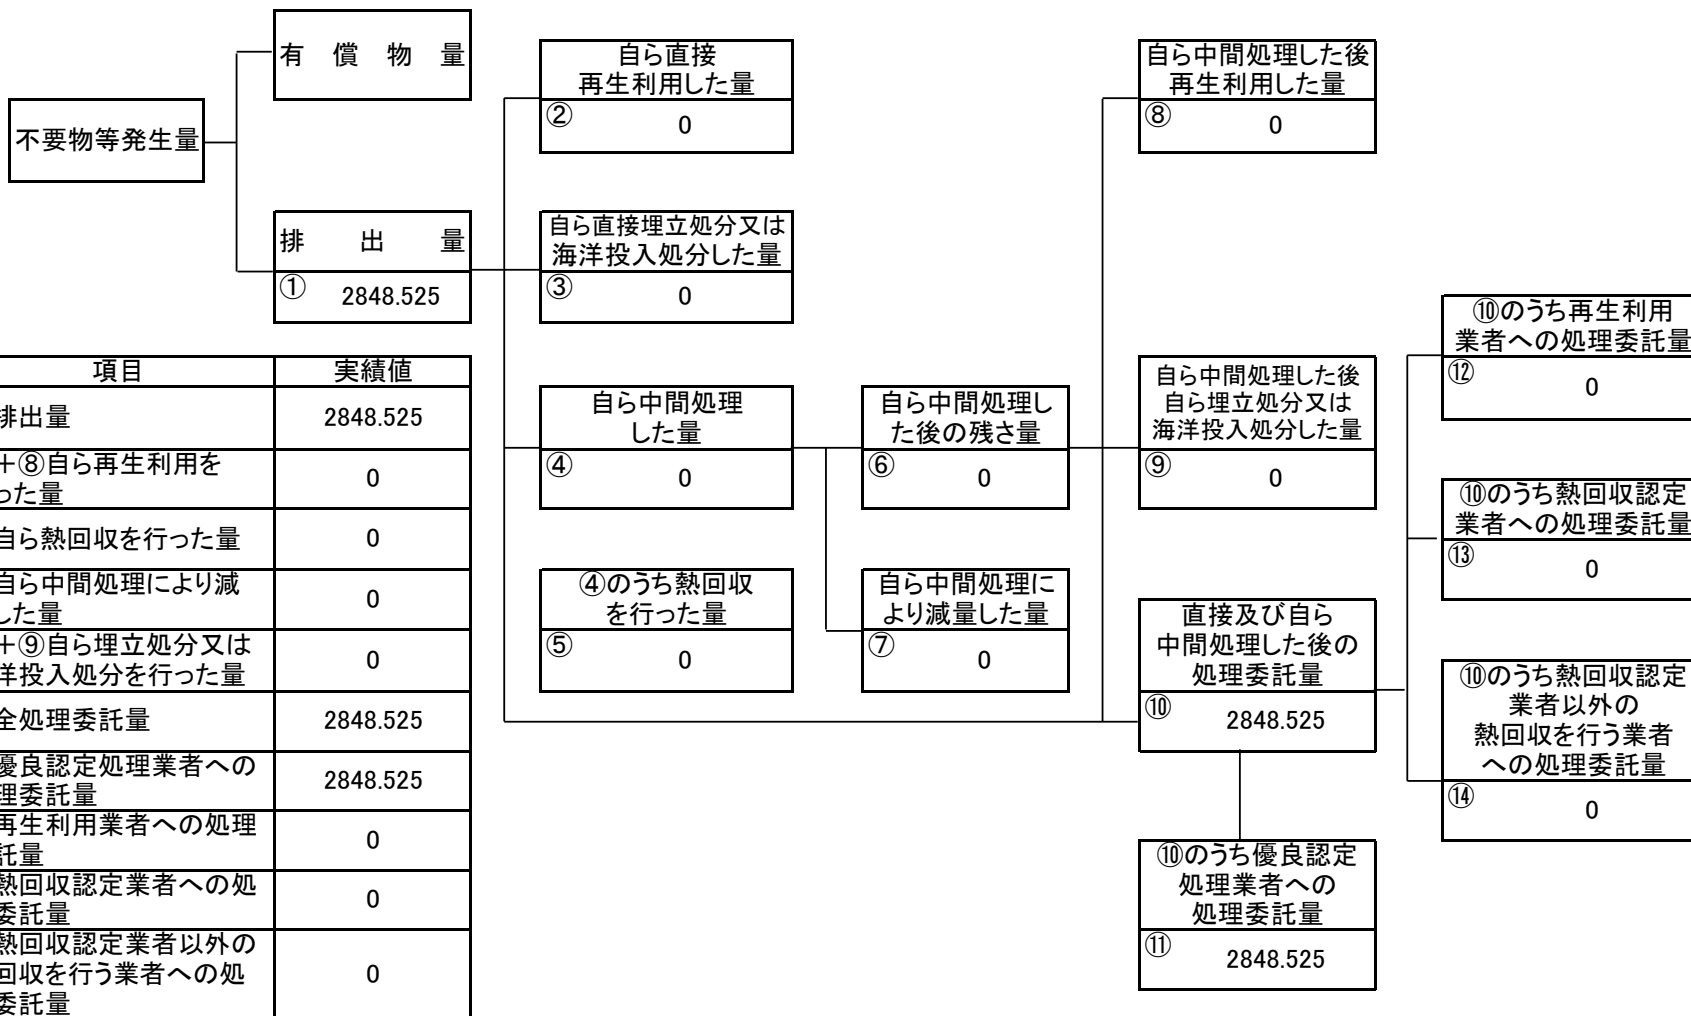 有償物量
不要物等発生量
排出量
① 2848.525
自ら直接
再生利用した量
② 0
自ら直接埋立処分又は
海洋投入処分した量
③ 0
自ら中間処理
した量
④ 0
④のうち熱回収
を行った量
⑤ 0
自ら中間処理し
た後の残さ量
⑥ 0
自ら中間処理に
より減量した量
⑦ 0
自ら中間処理した後
再生利用した量
⑧ 0
自ら中間処理した後
自ら埋立処分又は
海洋投入処分した量
⑨ 0
直接及び自ら
中間処理した後の
処理委託量
⑩ 2848.525
⑩のうち優良認定
処理業者への
処理委託量
⑪ 2848.525
⑩のうち再生利用
業者への処理委託量
⑫ 0
⑩のうち熱回収認定
業者への処理委託量
⑬ 0
⑩のうち熱回収認定
業者以外の
熱回収を行う業者
への処理委託量
⑭ 0
項目 実績値
排出量 2848.525
+⑧自ら再生利用を
った量 0
自ら熱回収を行った量 0
自ら中間処理により減
した量 0
+⑨自ら埋立処分又は
洋投入処分を行った量 0
全処理委託量 2848.525
優良認定処理業者への
理委託量 2848.525
再生利用業者への処理
託量 0
熱回収認定業者への処
委託量 0
熱回収認定業者以外の
回収を行う業者への処
委託量 0